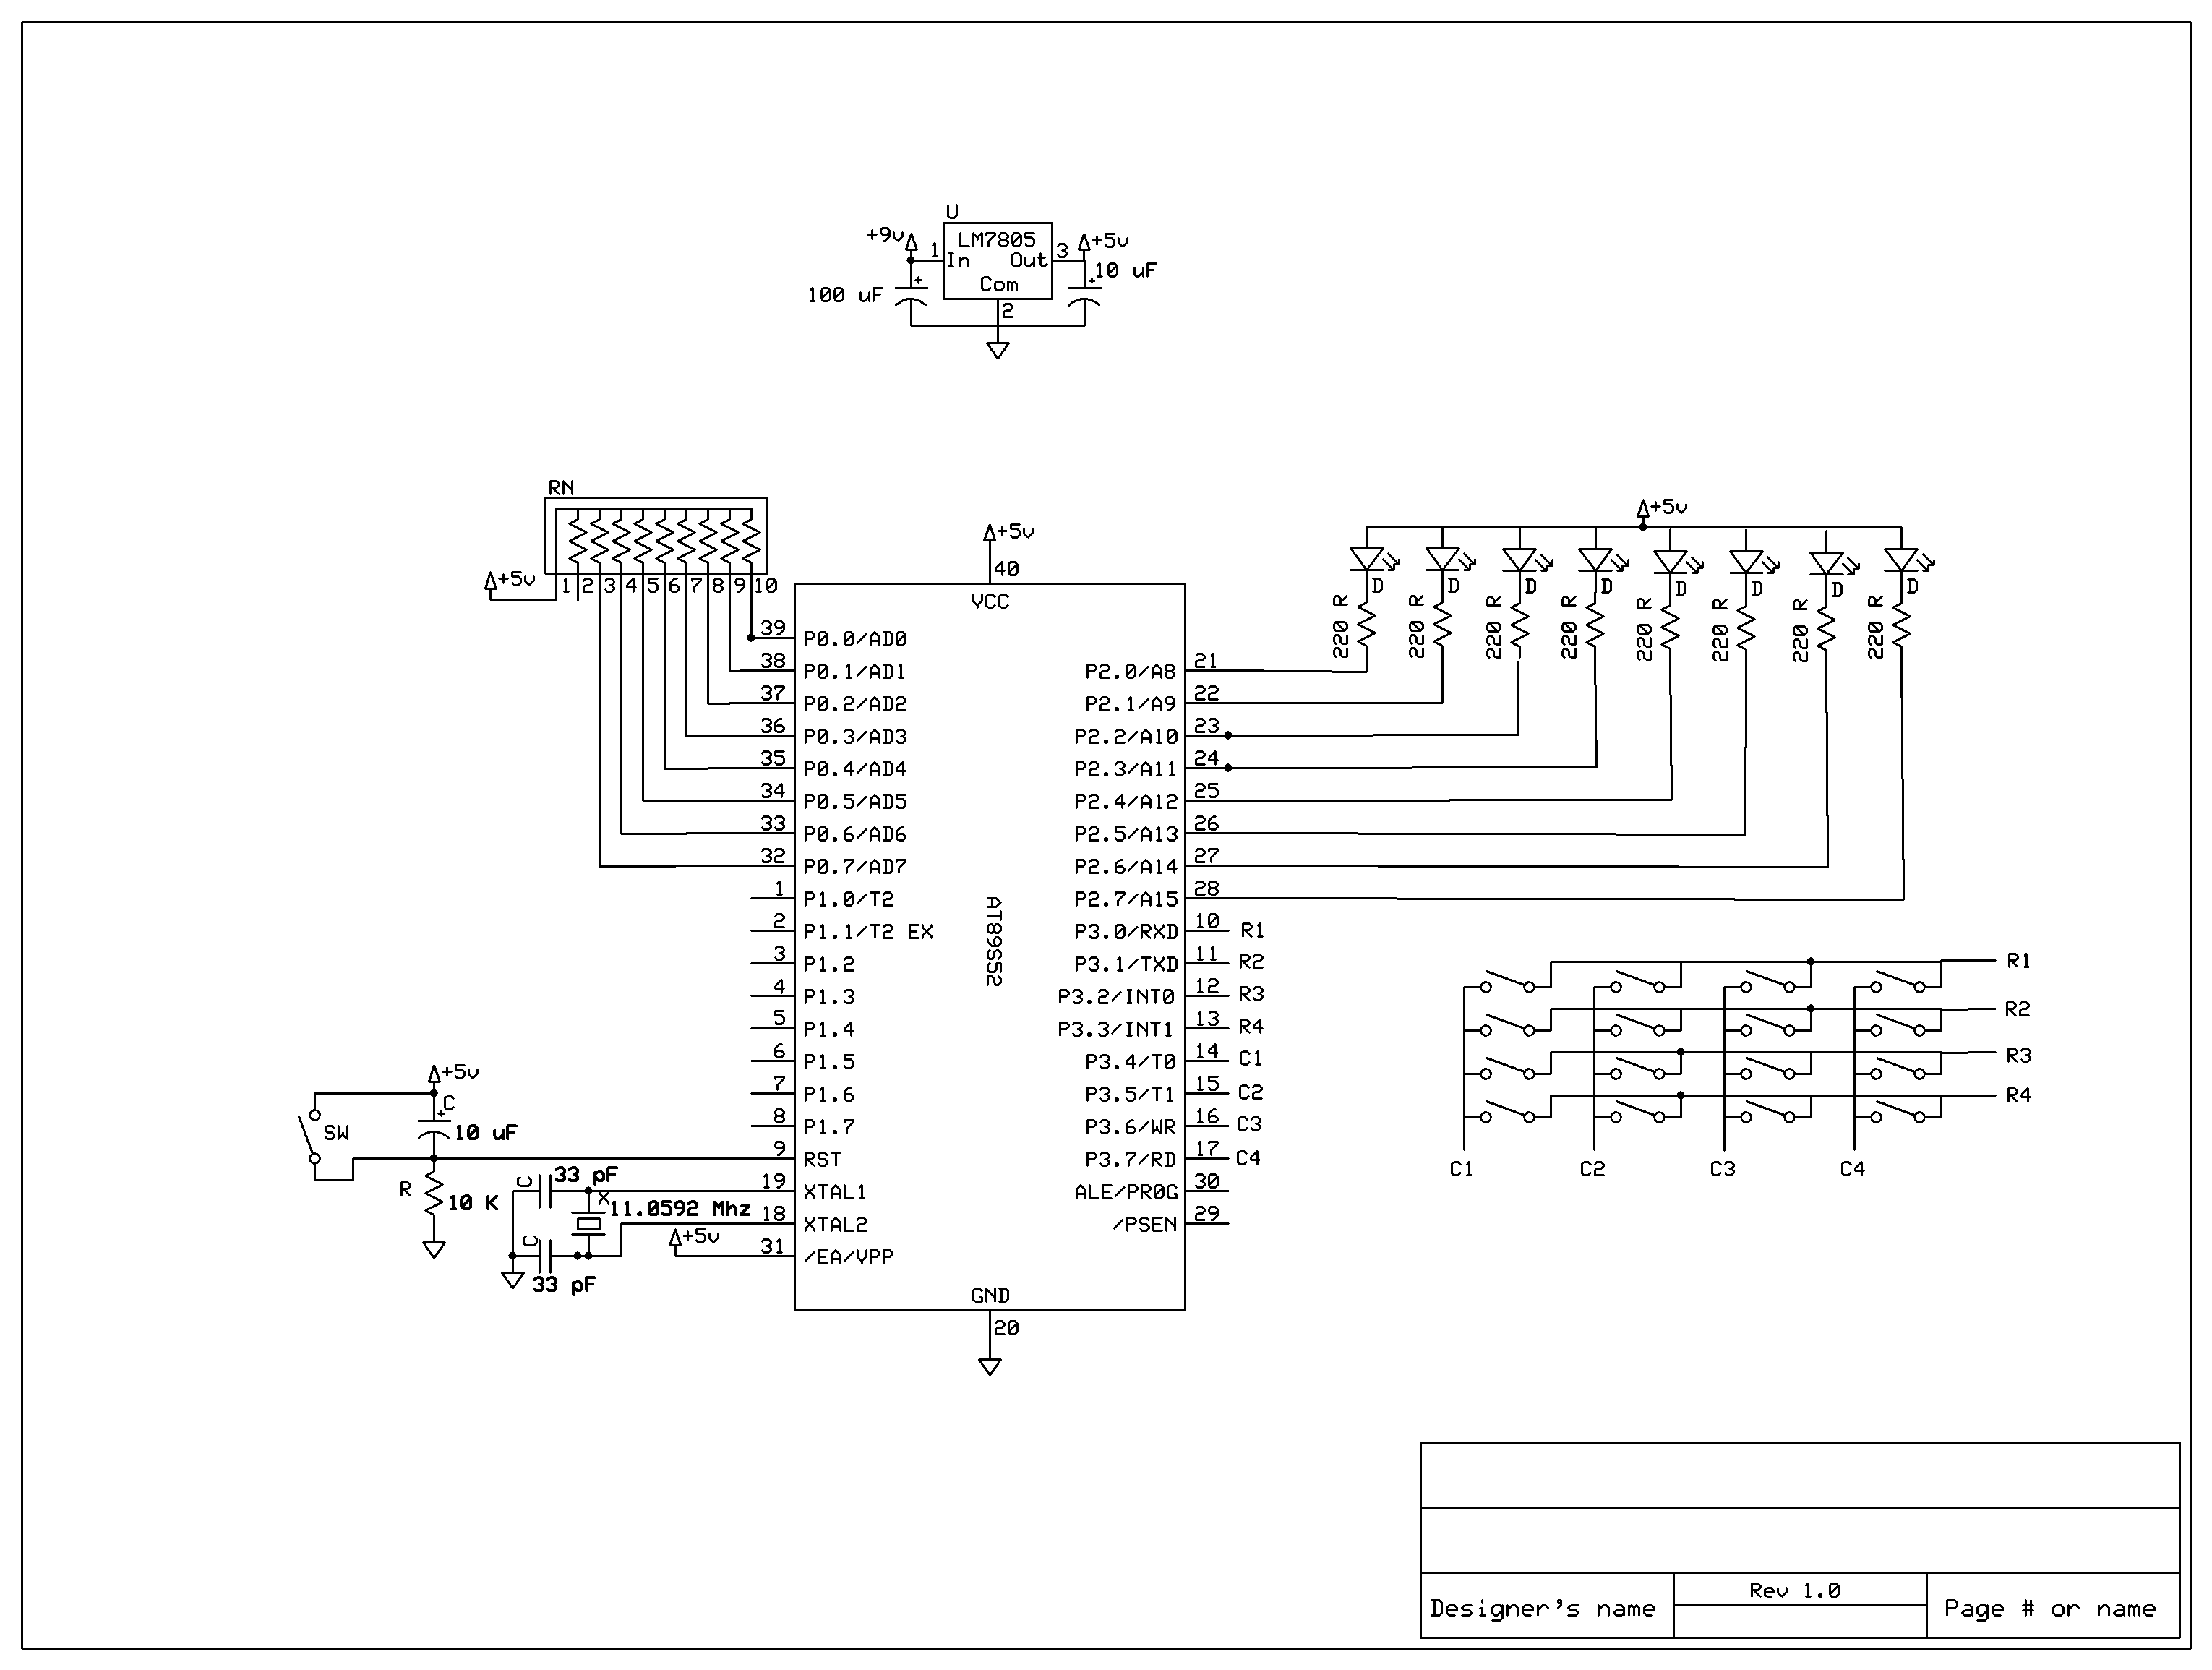 U
LM7805
+9v
1
In
Out
3
+5v
10 uF
Com
100 uF
2
RN
+5v
1 2 3 4 5 6 7 8 9 10
+5v
40
VCC
+5v
D D D D D D D D
220 R
220 R
220 R
220 R
220 R
220 R
220 R
220 R
39 P0.0/AD0
38 P0.1/AD1
37 P0.2/AD2
36 P0.3/AD3
35 P0.4/AD4
34 P0.5/AD5
33 P0.6/AD6
32 P0.7/AD7
1 P1.0/T2
2 P1.1/T2 EX
3 P1.2
4 P1.3
5 P1.4
6 P1.5
7 P1.6
8 P1.7
9 RST
19 XTAL1
18 XTAL2
31 /EA/VPP
AT89S52
P2.0/A8 21
P2.1/A9 22
P2.2/A10 23
P2.3/A11 24
P2.4/A12 25
P2.5/A13 26
P2.6/A14 27
P2.7/A15 28
P3.0/RXD 10 R1
P3.1/TXD 11 R2
P3.2/INT0 12 R3
P3.3/INT1 13 R4
P3.4/T0 14 C1
P3.5/T1 15 C2
P3.6/WR 16 C3
P3.7/RD 17 C4
ALE/PROG 30
/PSEN 29
GND
20
+5v
C
SW
10 uF
R
10 K
C
33 pF
X
11.0592 Mhz
C
33 pF
+5v
R1
R2
R3
R4
C1 C2 C3 C4
Designer's name
Rev 1.0
Page # or name